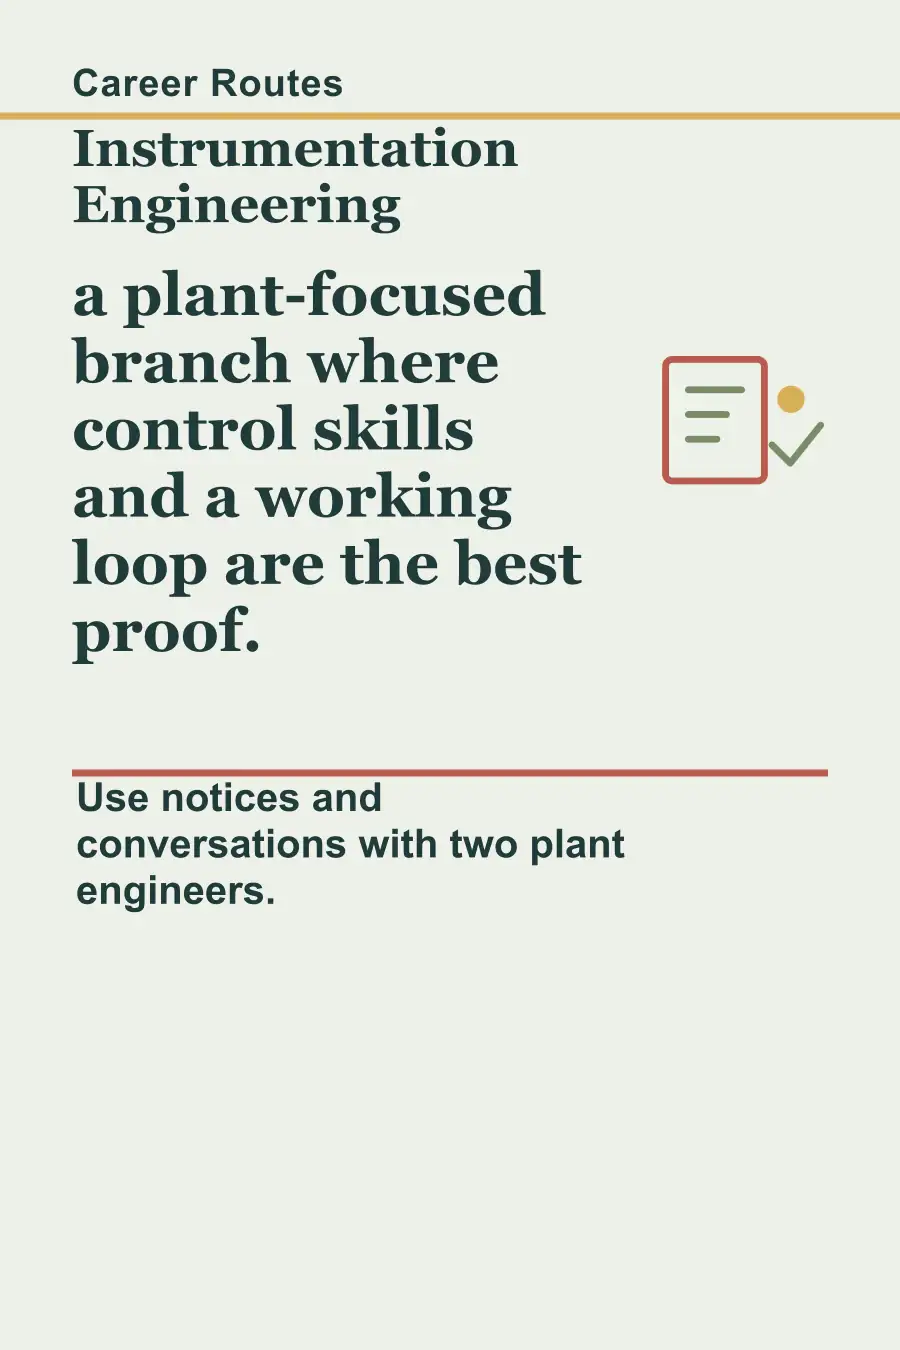 Career Routes
Instrumentation
Engineering
a plant-focused
branch where
control skills
and a working
loop are the best
proof.
Use notices and
conversations with two plant
engineers.